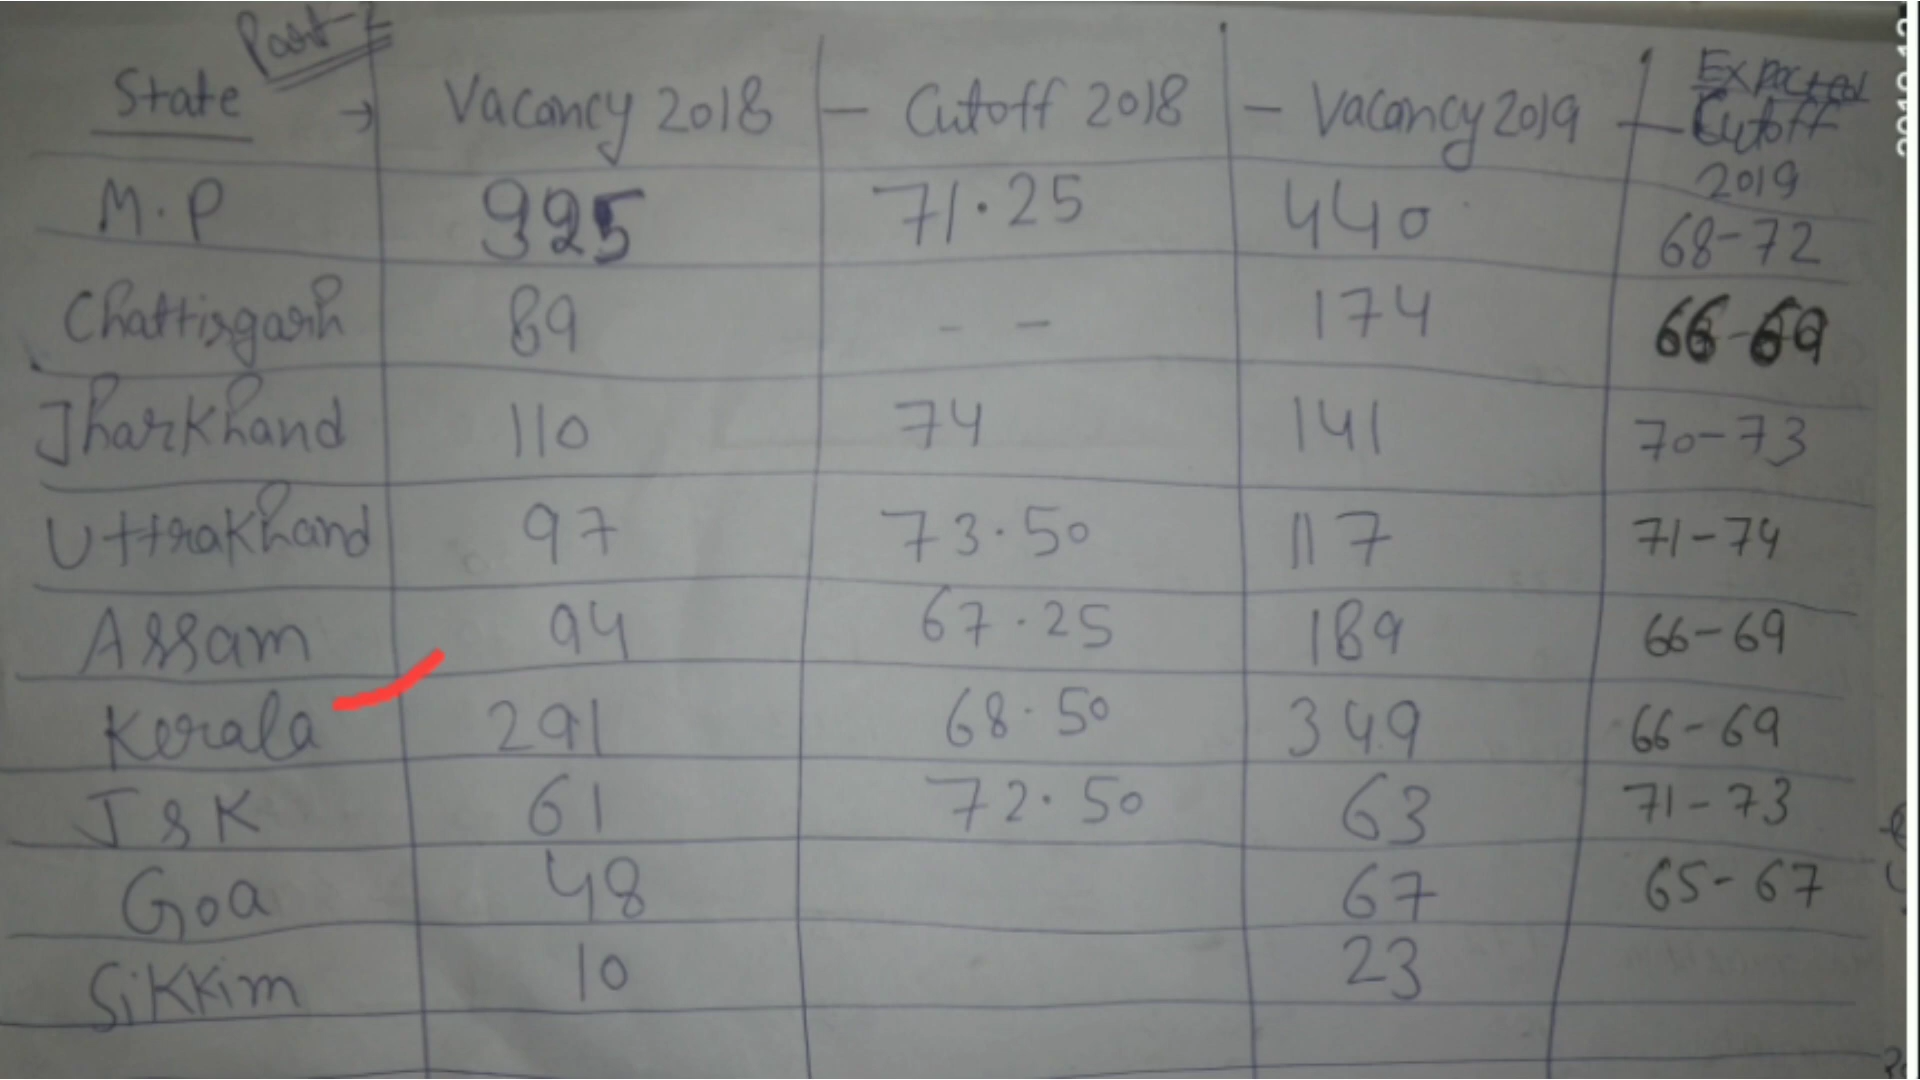 Part-2
State → Vacancy 2018 - Cutoff 2018 - Vacancy 2019 - Expected Cutoff 2019
M.P 925 71.25 440 68-72
Chattisgarh 89 - - 174 66-69
Jharkhand 110 74 141 70-73
Uttrakhand 97 73.50 117 71-74
Assam 94 67.25 189 66-69
Kerala 291 68.50 349 66-69
J & K 61 72.50 63 71-73
Goa 48 67 65-67
Sikkim 10 23